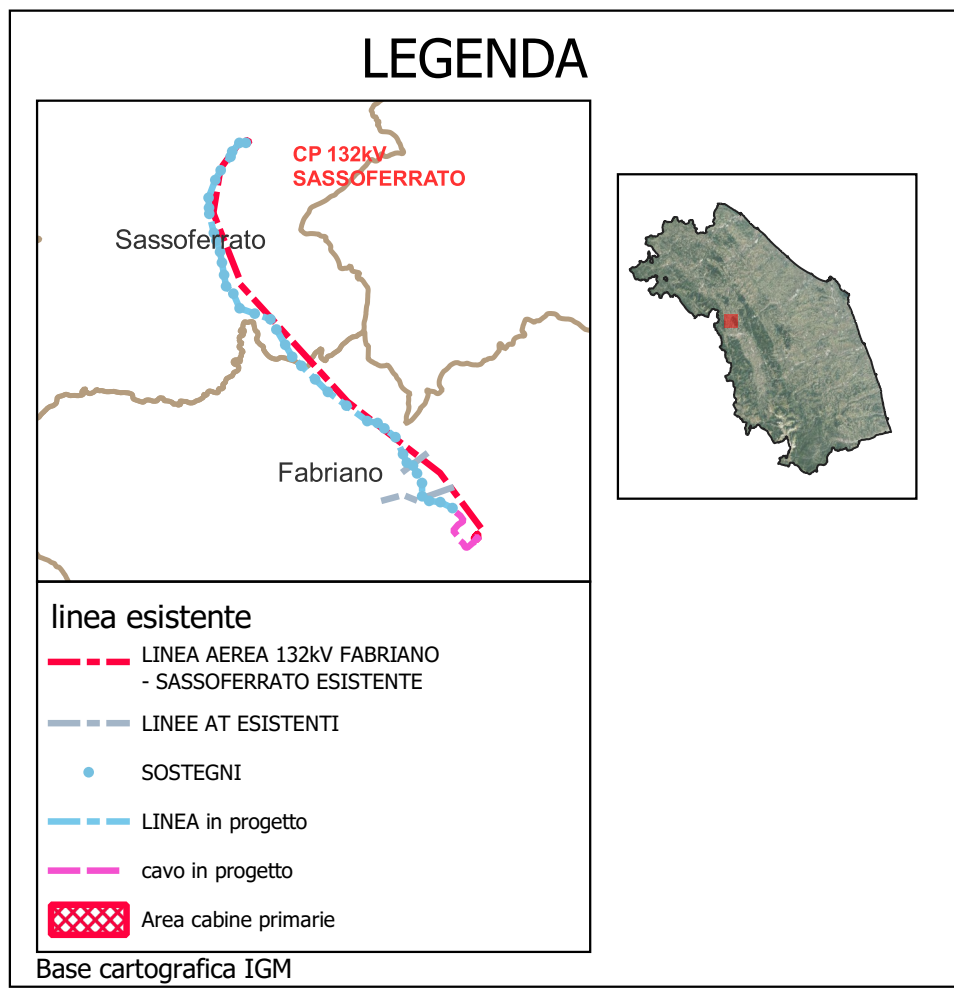 LEGENDA
CP 132kV
SASSOFERRATO
Sassoferrato
Fabriano
linea esistente
LINEA AEREA 132kV FABRIANO
- SASSOFERRATO ESISTENTE
LINEE AT ESISTENTI
SOSTEGNI
LINEA in progetto
cavo in progetto
Area cabine primarie
Base cartografica IGM